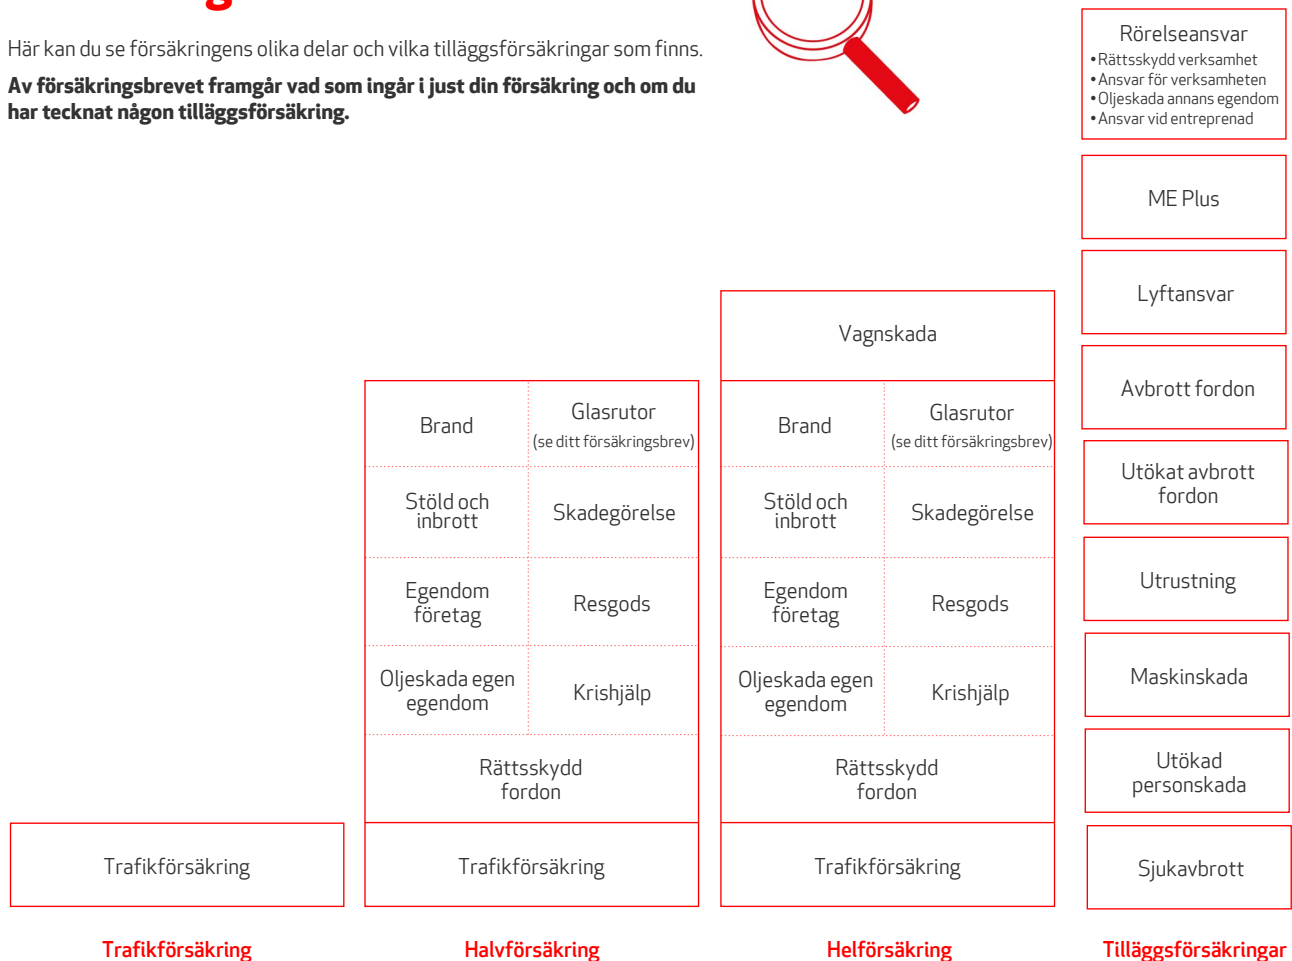 Här kan du se försäkringens olika delar och vilka tilläggsförsäkringar som finns.
Av försäkringsbrevet framgår vad som ingår i just din försäkring och om du
har tecknat någon tilläggsförsäkring.
Trafikförsäkring
Trafikförsäkring
Brand
Glasrutor
(se ditt försäkringsbrev)
Stöld och
inbrott
Skadegörelse
Egendom
företag
Resgods
Oljeskada egen
egendom
Krishjälp
Rättsskydd
fordon
Trafikförsäkring
Halvförsäkring
Vagnskada
Brand
Glasrutor
(se ditt försäkringsbrev)
Stöld och
inbrott
Skadegörelse
Egendom
företag
Resgods
Oljeskada egen
egendom
Krishjälp
Rättsskydd
fordon
Trafikförsäkring
Helförsäkring
Rörelseansvar
• Rättsskydd verksamhet
• Ansvar för verksamheten
• Oljeskada annans egendom
• Ansvar vid entreprenad
ME Plus
Lyftansvar
Avbrott fordon
Utökat avbrott
fordon
Utrustning
Maskinskada
Utökad
personskada
Sjukavbrott
Tilläggsförsäkringar